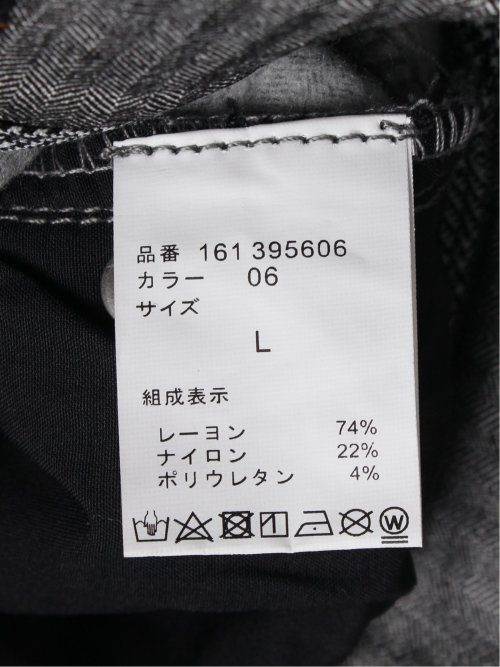 品番 161 395606
カラー 06
サイズ
L
組成表示
レーヨン 74%
ナイロン 22%
ポリウレタン 4%
W